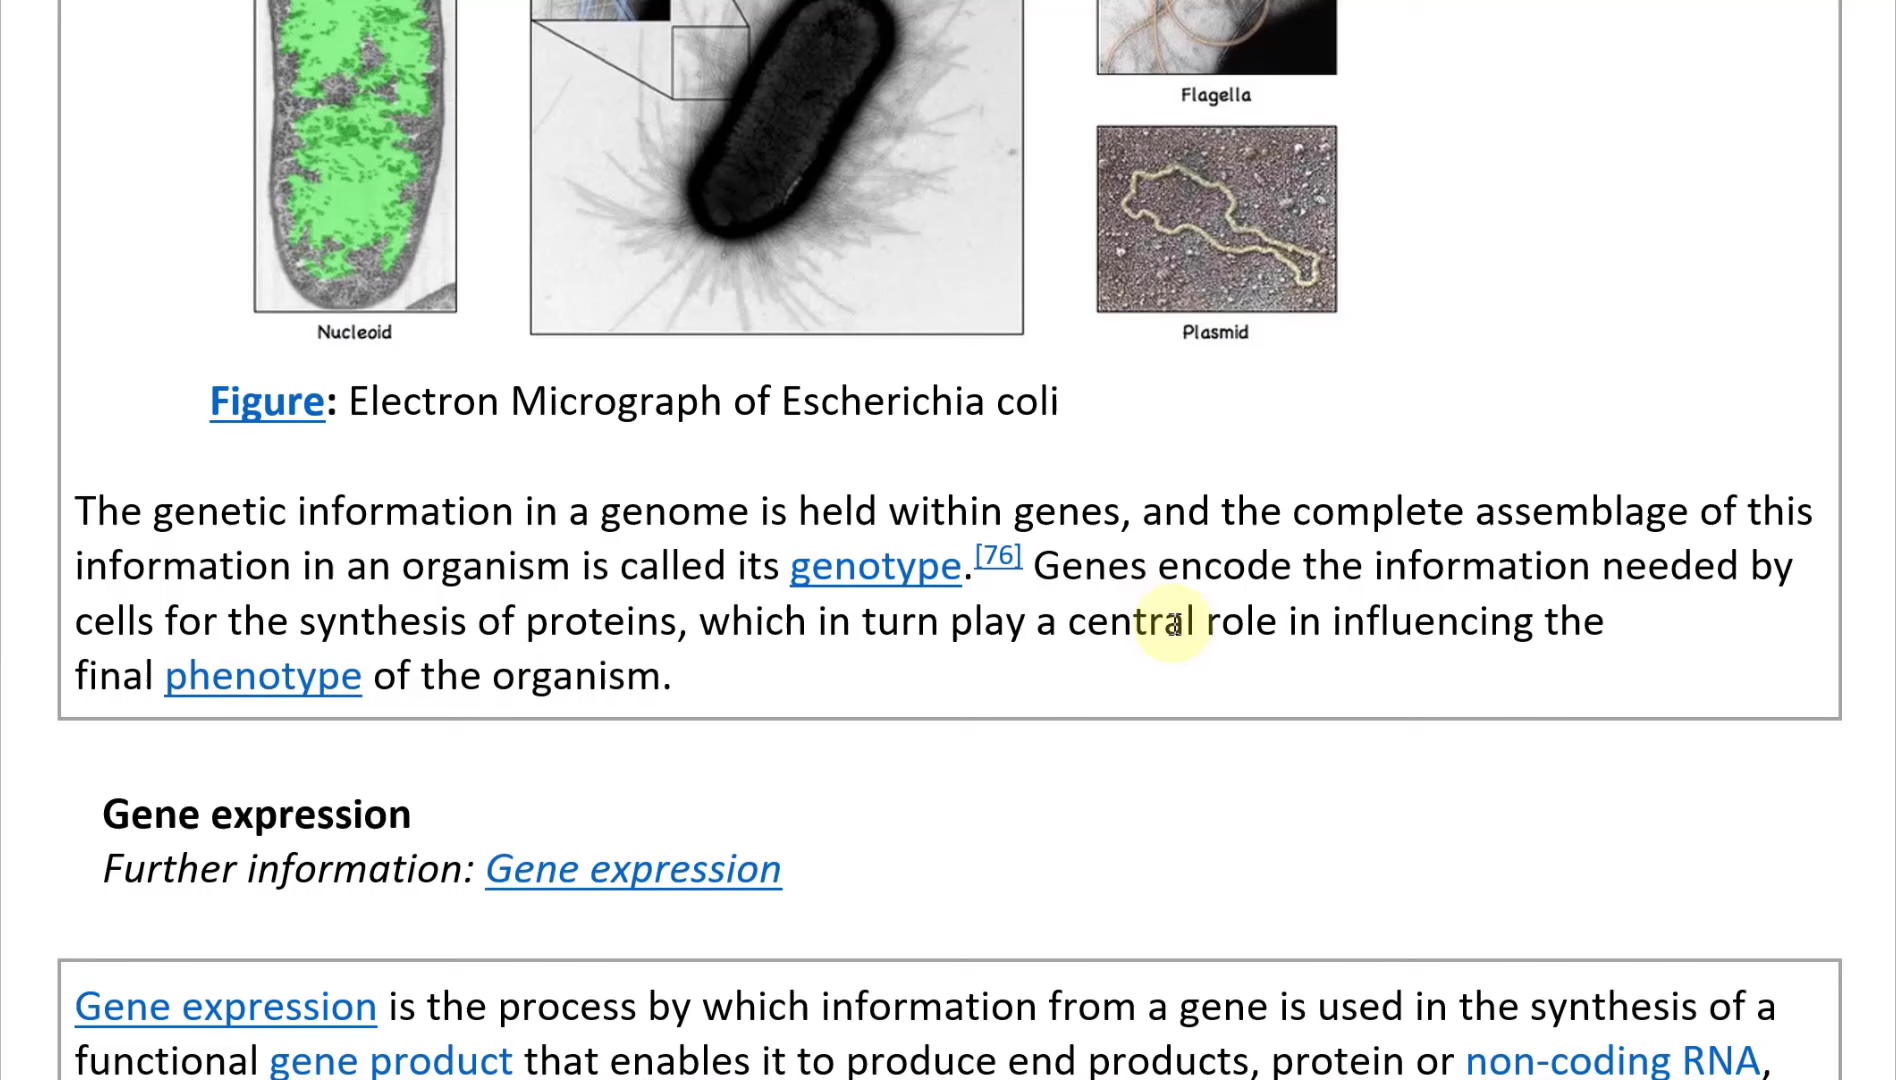 Flagella
Nucleoid
Plasmid
Figure: Electron Micrograph of Escherichia coli
The genetic information in a genome is held within genes, and the complete assemblage of this
information in an organism is called its genotype.[76] Genes encode the information needed by
cells for the synthesis of proteins, which in turn play a central role in influencing the
final phenotype of the organism.
Gene expression
Further information: Gene expression
Gene expression is the process by which information from a gene is used in the synthesis of a
functional gene product that enables it to produce end products, protein or non-coding RNA,